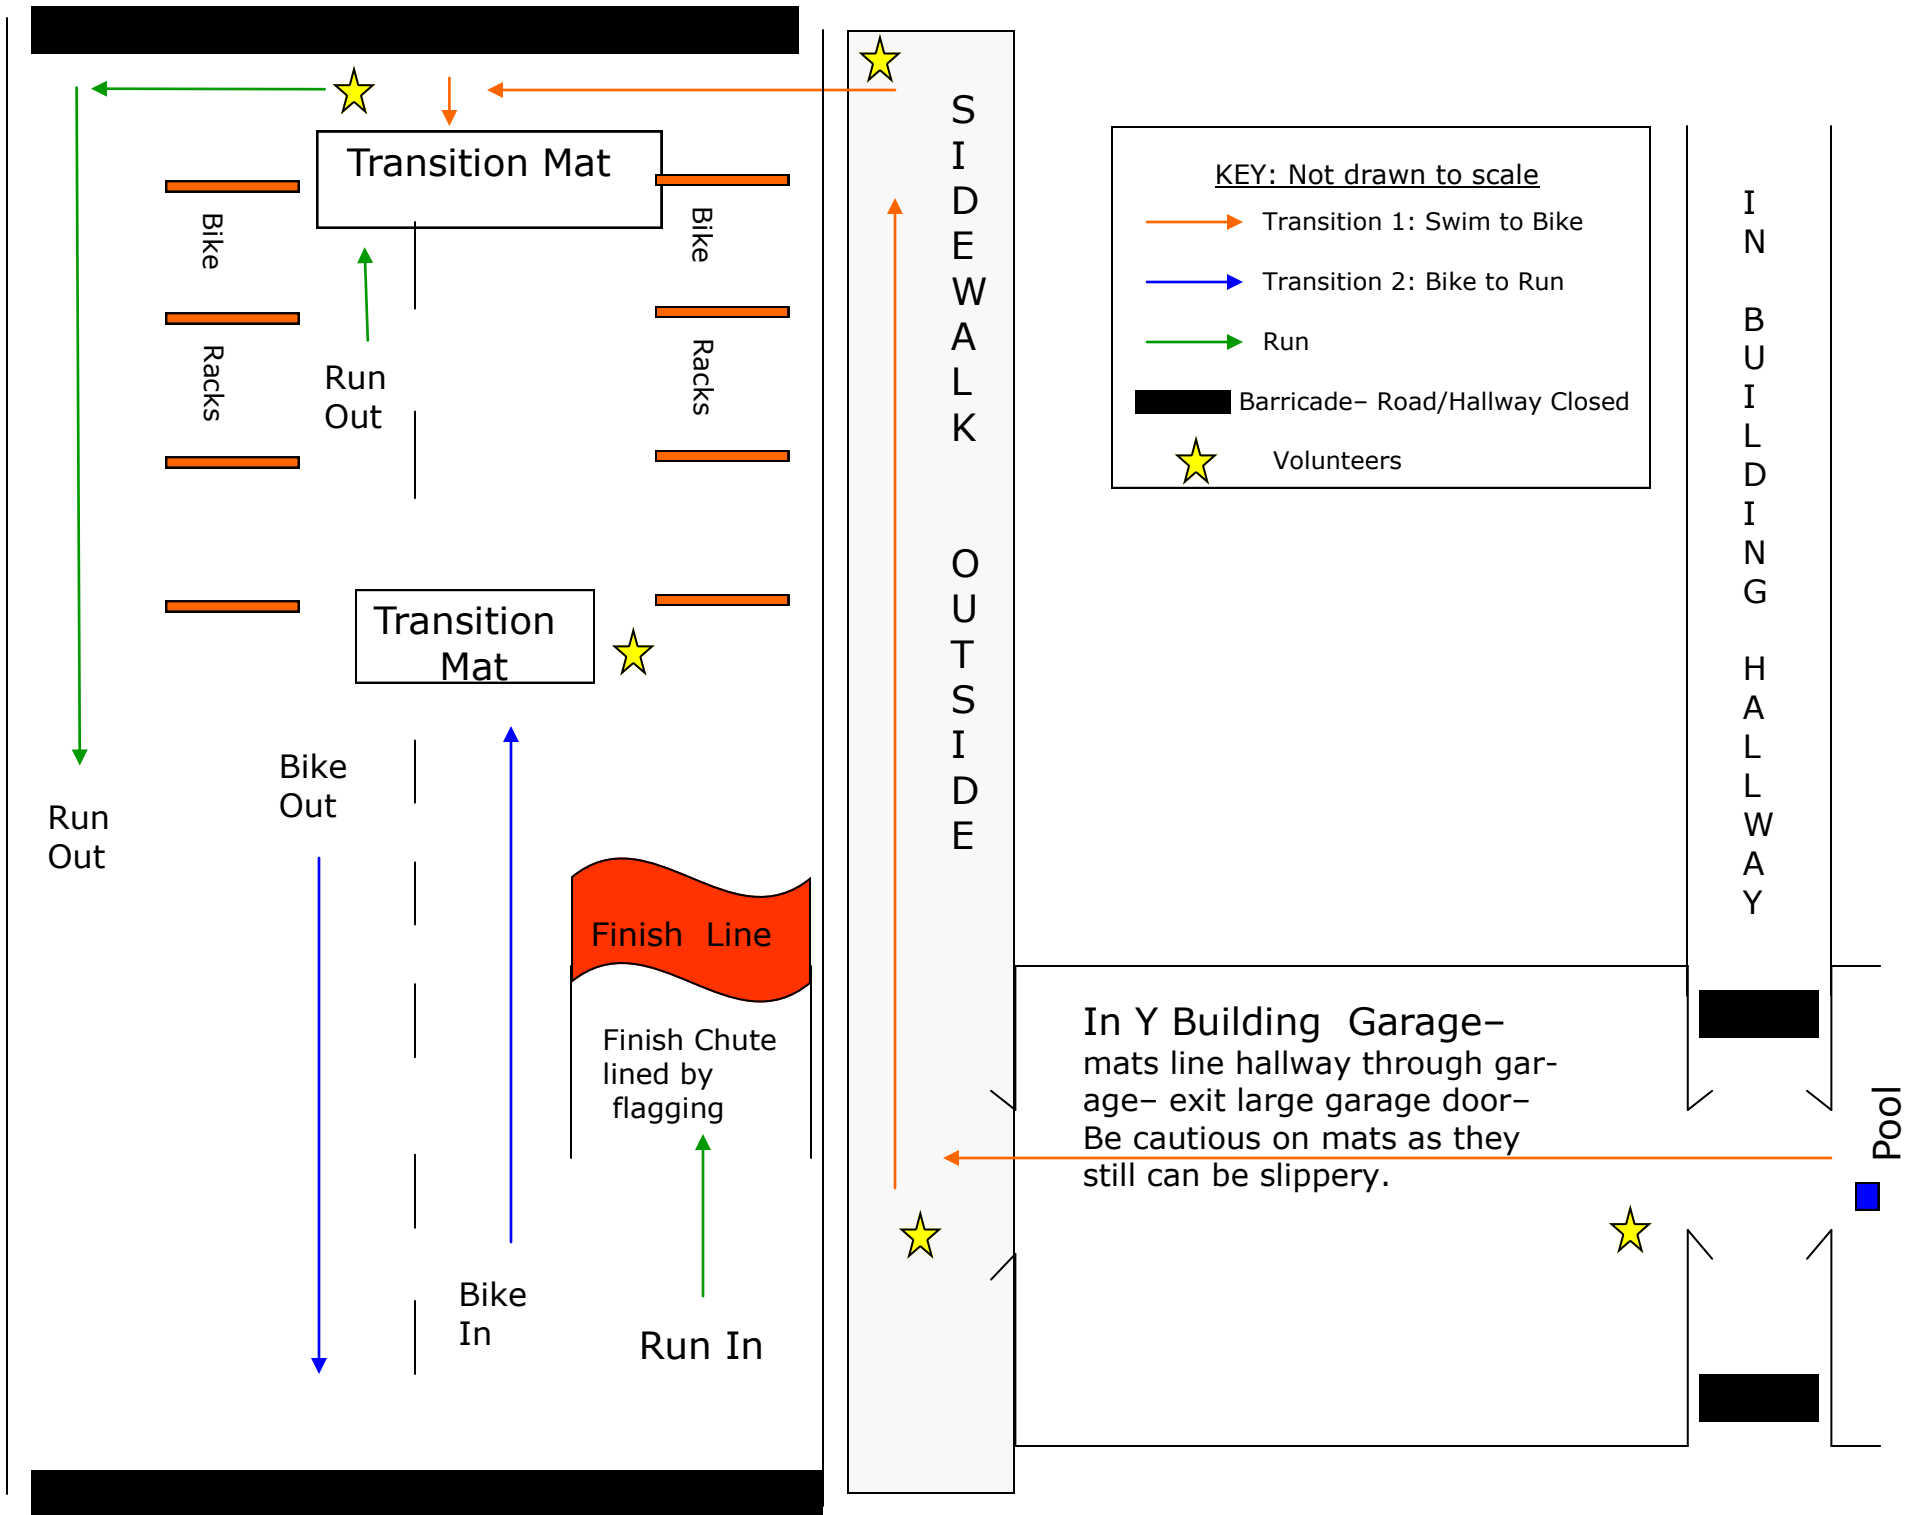 Transition Mat
Bike
Racks
Run
Out
Bike
Racks
Transition
Mat
Run
Out
Bike
Out
Finish Line
Finish Chute
lined by
flagging
Bike
In
Run In
SIDEWALK OUTSIDE
KEY: Not drawn to scale
Transition 1: Swim to Bike
Transition 2: Bike to Run
Run
Barricade– Road/Hallway Closed
Volunteers
In Y Building Garage–
mats line hallway through gar-
age– exit large garage door–
Be cautious on mats as they
still can be slippery.
IN BUILDING HALLWAY
Pool